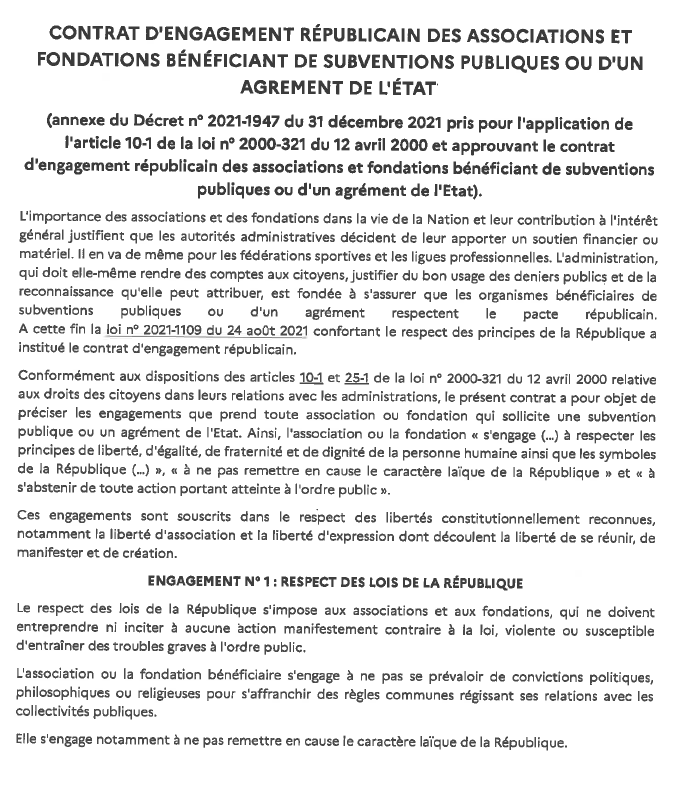 CONTRAT D'ENGAGEMENT RÉPUBLICAIN DES ASSOCIATIONS ET
FONDATIONS BÉNÉFICIANT DE SUBVENTIONS PUBLIQUES OU D'UN
AGREMENT DE L'ÉTAT
(annexe du Décret n° 2021-1947 du 31 décembre 2021 pris pour l'application de
l'article 10-1 de la loi n° 2000-321 du 12 avril 2000 et approuvant le contrat
d'engagement républicain des associations et fondations bénéficiant de subventions
publiques ou d'un agrément de l'Etat).
L'importance des associations et des fondations dans la vie de la Nation et leur contribution à l'intérêt
général justifient que les autorités administratives décident de leur apporter un soutien financier ou
matériel. Il en va de même pour les fédérations sportives et les ligues professionnelles. L'administration,
qui doit elle-même rendre des comptes aux citoyens, justifier du bon usage des deniers publics et de la
reconnaissance qu'elle peut attribuer, est fondée à s'assurer que les organismes bénéficiaires de
subventions publiques ou d'un agrément respectent le pacte républicain.
A cette fin la loi n° 2021-1109 du 24 août 2021 confortant le respect des principes de la République a
institué le contrat d'engagement républicain.
Conformément aux dispositions des articles 10-1 et 25-1 de la loi n° 2000-321 du 12 avril 2000 relative
aux droits des citoyens dans leurs relations avec les administrations, le présent contrat a pour objet de
préciser les engagements que prend toute association ou fondation qui sollicite une subvention
publique ou un agrément de l'Etat. Ainsi, l'association ou la fondation « s'engage (...) à respecter les
principes de liberté, d'égalité, de fraternité et de dignité de la personne humaine ainsi que les symboles
de la République (...) », « à ne pas remettre en cause le caractère laïque de la République » et « à
s'abstenir de toute action portant atteinte à l'ordre public ».
Ces engagements sont souscrits dans le respect des libertés constitutionnellement reconnues,
notamment la liberté d'association et la liberté d'expression dont découlent la liberté de se réunir, de
manifester et de création.
ENGAGEMENT N° 1 : RESPECT DES LOIS DE LA RÉPUBLIQUE
Le respect des lois de la République s'impose aux associations et aux fondations, qui ne doivent
entreprendre ni inciter à aucune action manifestement contraire à la loi, violente ou susceptible
d'entraîner des troubles graves à l'ordre public.
L'association ou la fondation bénéficiaire s'engage à ne pas se prévaloir de convictions politiques,
philosophiques ou religieuses pour s'affranchir des règles communes régissant ses relations avec les
collectivités publiques.
Elle s'engage notamment à ne pas remettre en cause le caractère laïque de la République.